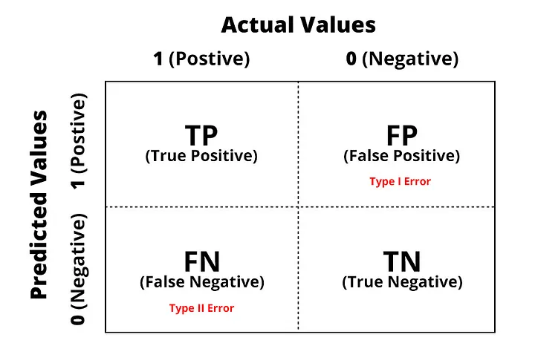 Actual Values
1 (Postive)
0 (Negative)
Predicted Values
1 (Postive)
0 (Negative)
TP
(True Positive)
FP
(False Positive)
Type I Error
FN
(False Negative)
Type II Error
TN
(True Negative)